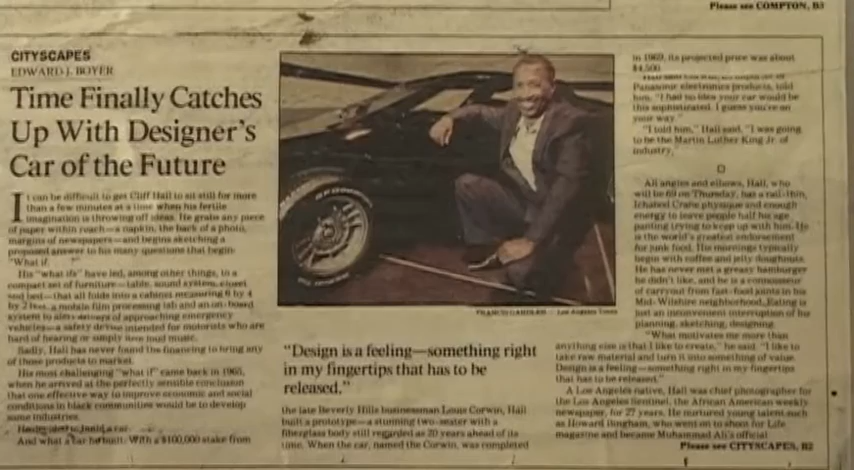 Please see COMPTON, B3
CITYSCAPES
EDWARD J. BOYER
Time Finally Catches
Up With Designer's
Car of the Future
It can be difficult to get Cliff Hall to sit still for more
than a few minutes at a time when his fertile
imagination is throwing off ideas. He grabs any piece
of paper within reach—a napkin, the back of a photo,
margins of newspapers—and begins sketching a
proposed answer to his many questions that begin:
"What if.
His "what ifs" have led, among other things, to a
compact set of furniture—table, sound system, closet
and bed—that all folds into a cabinet measuring 6 by 4
by 2 feet, a mobile film processing lab and an on-board
system to alert drivers of approaching emergency
vehicles—a safety device intended for motorists who are
hard of hearing or simply love loud music.
Sadly, Hall has never found the financing to bring any
of those products to market.
His most challenging "what if" came back in 1965,
when he arrived at the perfectly sensible conclusion
that one effective way to improve economic and social
conditions in black communities would be to develop
some industries.
And what a car he built. With a $100,000 stake from
Los Angeles Times
"Design is a feeling—something right
in my fingertips that has to be
released."
the late Beverly Hills businessman Louis Corwin, Hall
built a prototype—a stunning two-seater with a
fiberglass body still regarded as 20 years ahead of its
time. When the car, named the Corwin, was completed
in 1969, its projected price was about
$4,500.
Panasonic electronics products, told
him, "I had no idea your car would be
this sophisticated. I guess you're on
your way."
"I told him," Hall said, "I was going
to be the Martin Luther King Jr. of
industry."
All angles and elbows, Hall, who
will be 69 on Thursday, has a rail-thin,
Ichabod Crane physique and enough
energy to leave people half his age
panting trying to keep up with him. He
is the world's greatest endorsement
for junk food. His mornings typically
begin with coffee and jelly doughnuts.
He has never met a greasy hamburger
he didn't like, and he is a connoisseur
of carryout from fast-food joints in his
Mid-Wilshire neighborhood. Eating is
just an inconvenient interruption of his
planning, sketching, designing.
"What motivates me more than
anything else is that I like to create," he said. "I like to
take raw material and turn it into something of value.
Design is a feeling—something right in my fingertips
that has to be released."
A Los Angeles native, Hall was chief photographer for
the Los Angeles Sentinel, the African American weekly
newspaper, for 27 years. He nurtured young talent such
as Howard Bingham, who went on to shoot for Life
magazine and became Muhammad Ali's official
Please see CITYSCAPES, B2